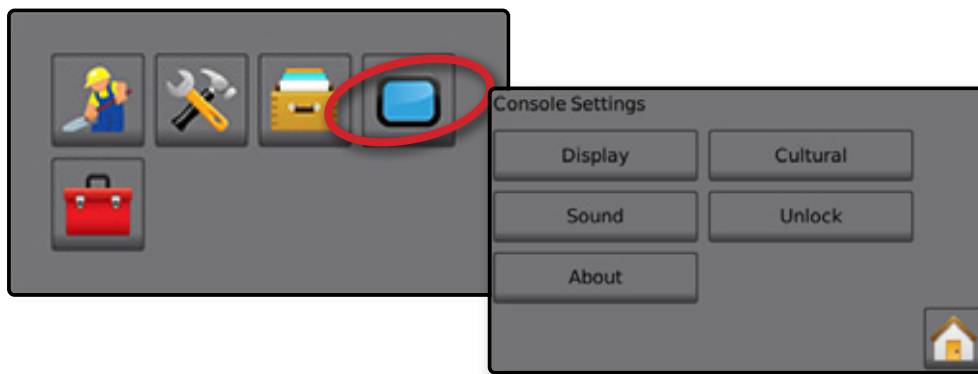 Console Settings
Display
Cultural
Sound
Unlock
About